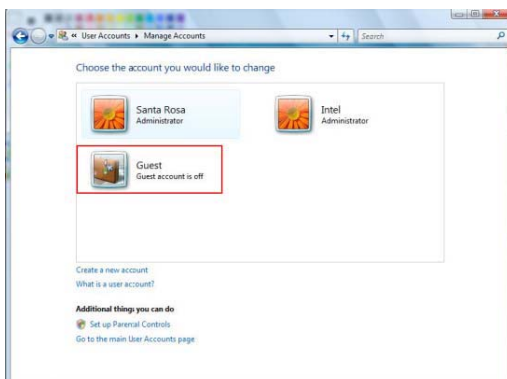 « User Accounts ▸ Manage Accounts
Search
Choose the account you would like to change
Santa Rosa
Administrator
Intel
Administrator
Guest
Guest account is off
Create a new account
What is a user account?
Additional things you can do
Set up Parental Controls
Go to the main User Accounts page